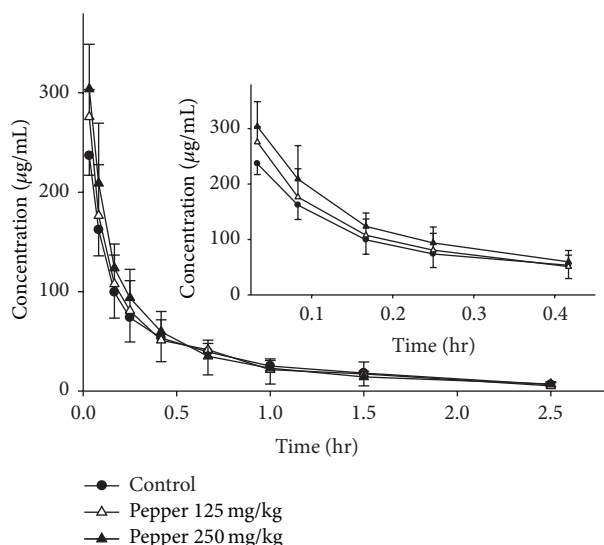 300
200
100
0
Concentration (μg/mL)
0.0
0.5
1.0
1.5
2.0
2.5
Time (hr)
300
200
100
0
Concentration (μg/mL)
0.1
0.2
0.3
0.4
Time (hr)
Control
Pepper 125 mg/kg
Pepper 250 mg/kg